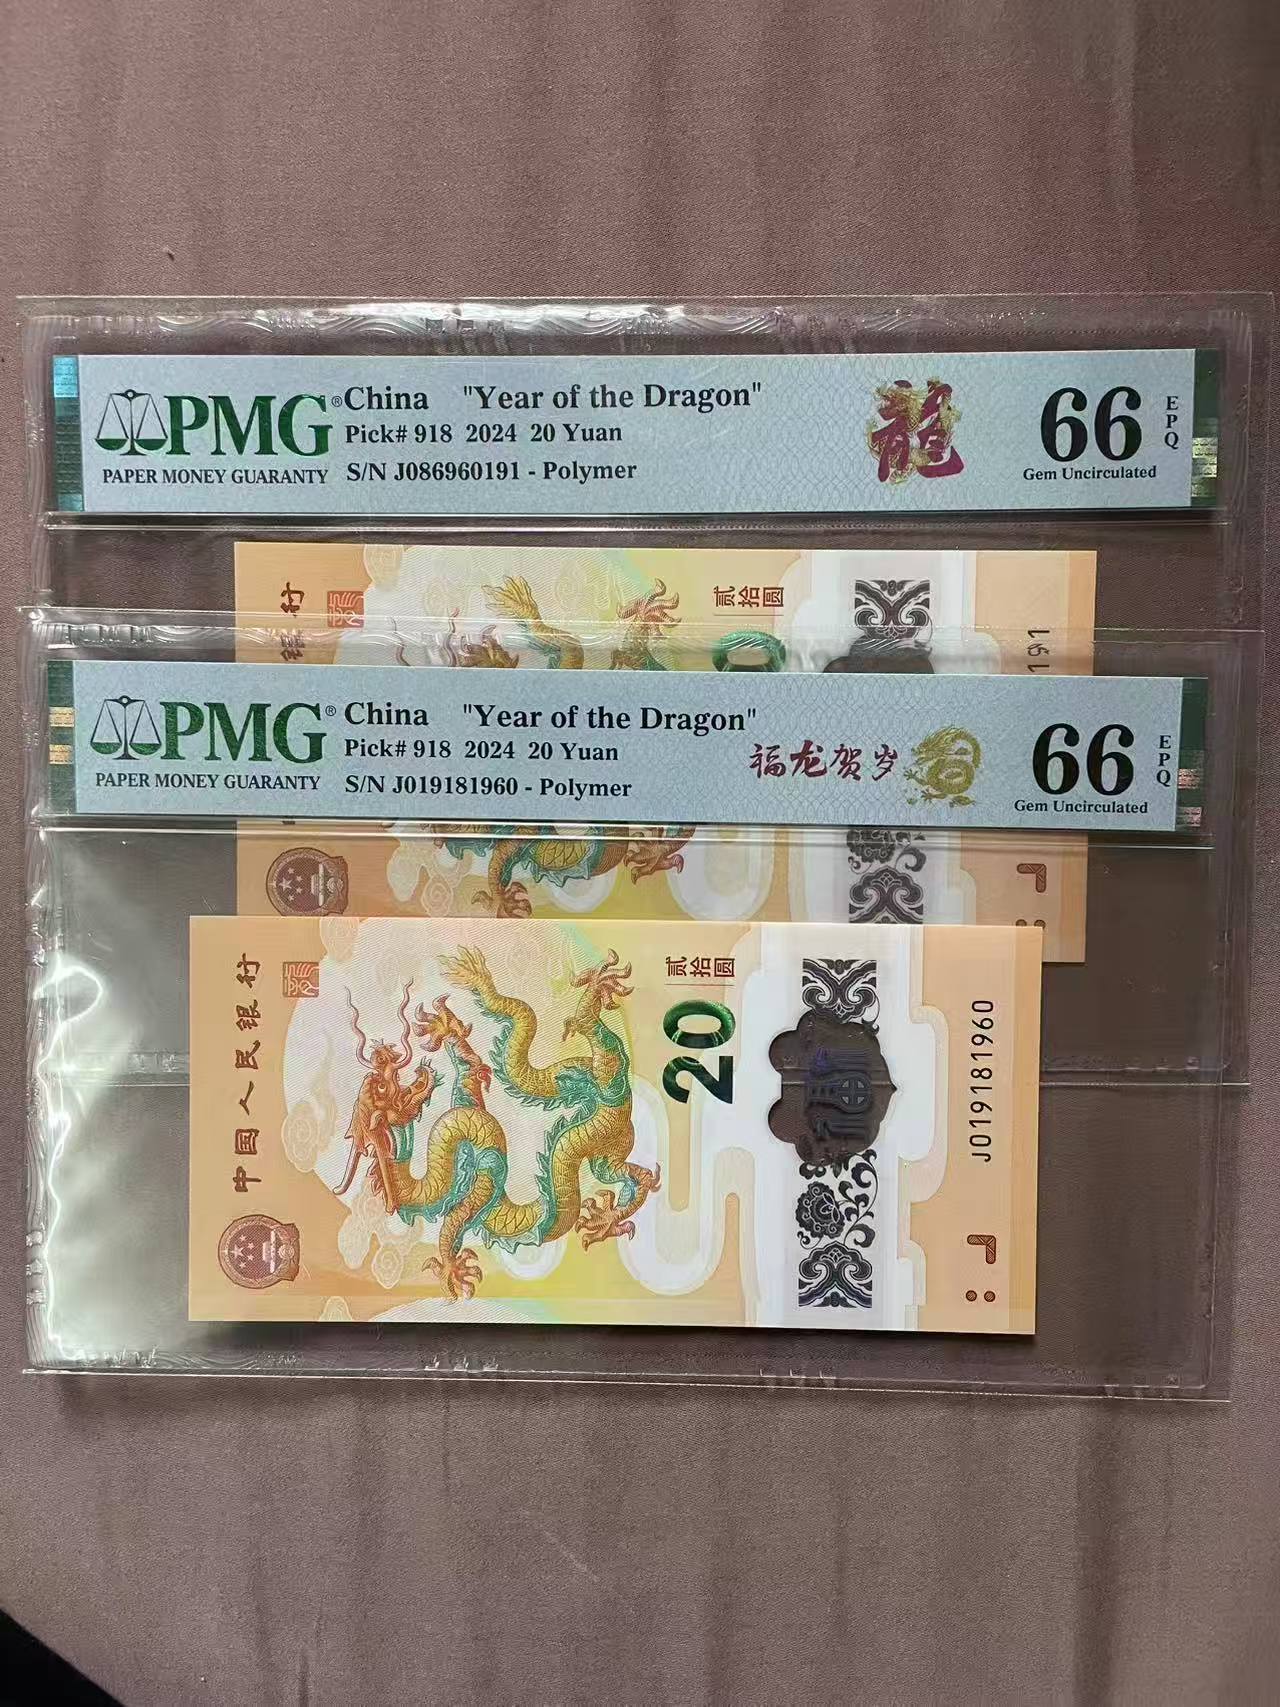 PMG®
PAPER MONEY GUARANTY
China "Year of the Dragon"
Pick# 918 2024 20 Yuan
S/N J086960191 - Polymer
龍
66
EPQ
Gem Uncirculated
行
贰拾圆
191
PMG®
PAPER MONEY GUARANTY
China "Year of the Dragon"
Pick# 918 2024 20 Yuan
S/N J019181960 - Polymer
福龙贺岁
66
EPQ
Gem Uncirculated
中国人民银行
贰拾圆
20
福
J019181960